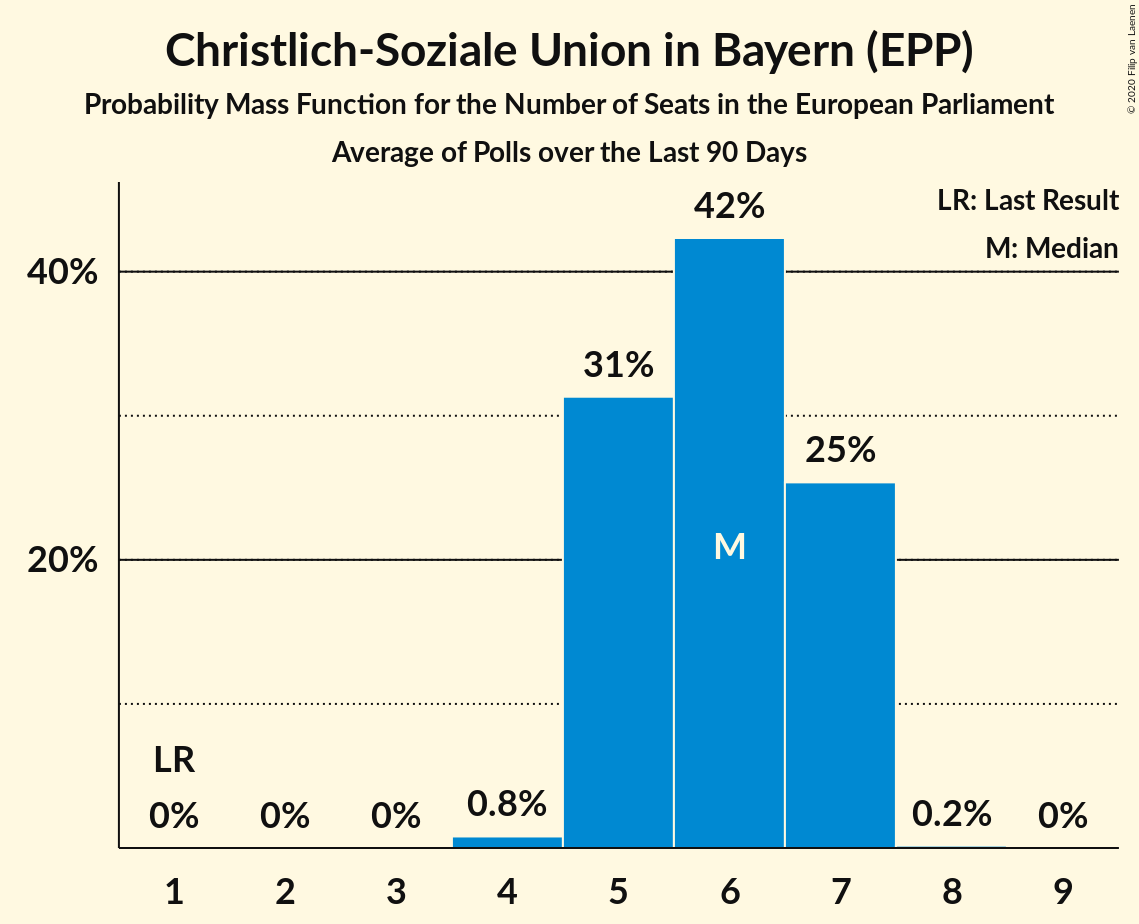 Christlich-Soziale Union in Bayern (EPP)
Probability Mass Function for the Number of Seats in the European Parliament
Average of Polls over the Last 90 Days
© 2020 Filip van Laenen
LR: Last Result
M: Median
40%
20%
LR
0%
0%
0%
0.8%
31%
42%
M
25%
0.2%
0%
1 2 3 4 5 6 7 8 9